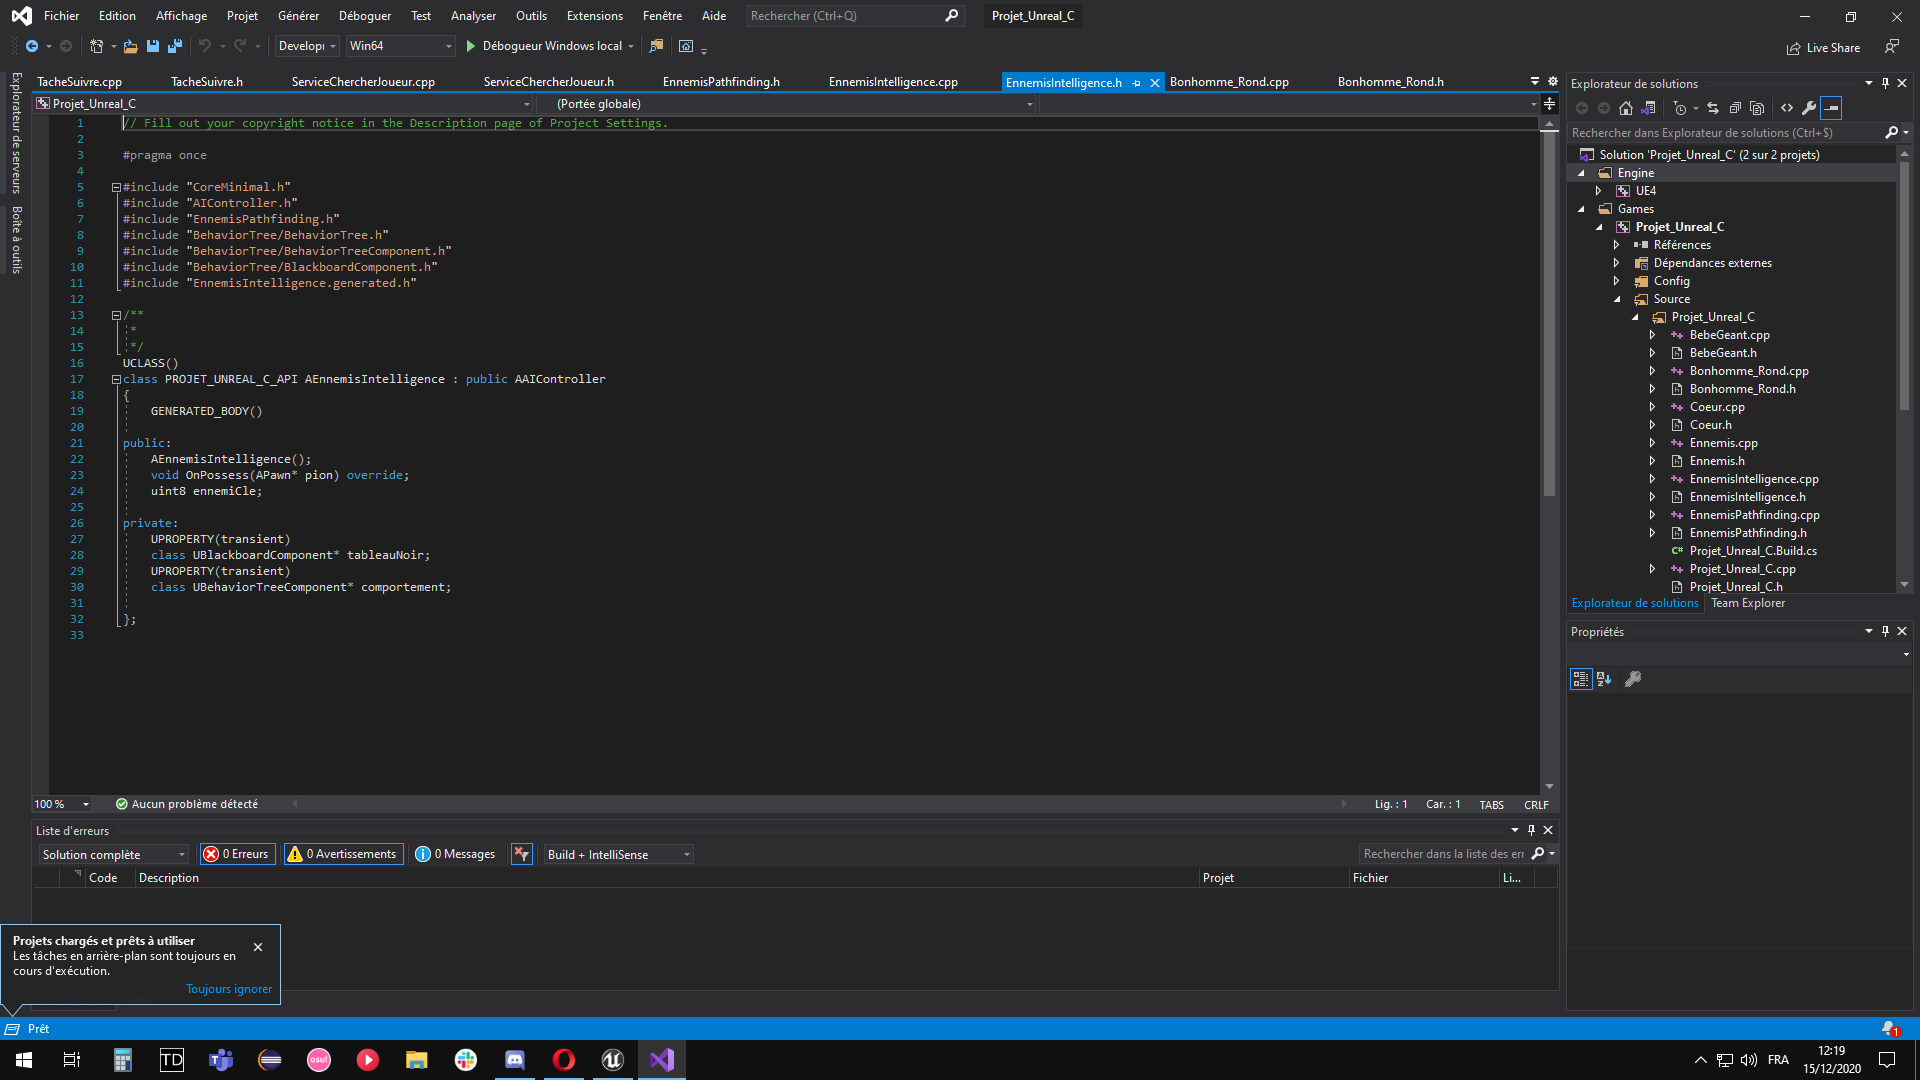 Fichier Edition Affichage Projet Générer Déboguer Test Analyser Outils Extensions Fenêtre Aide Rechercher (Ctrl+Q) Projet_Unreal_C
Developı Win64 Débogueur Windows local Live Share
TacheSuivre.cpp TacheSuivre.h ServiceChercherJoueur.cpp ServiceChercherJoueur.h EnnemisPathfinding.h EnnemisIntelligence.cpp EnnemisIntelligence.h Bonhomme_Rond.cpp Bonhomme_Rond.h
Projet_Unreal_C (Portée globale)
Explorateur de serveurs
Boîte à outils
1 // Fill out your copyright notice in the Description page of Project Settings.
2
3 #pragma once
4
5 #include "CoreMinimal.h"
6 #include "AIController.h"
7 #include "EnnemisPathfinding.h"
8 #include "BehaviorTree/BehaviorTree.h"
9 #include "BehaviorTree/BehaviorTreeComponent.h"
10 #include "BehaviorTree/BlackboardComponent.h"
11 #include "EnnemisIntelligence.generated.h"
12
13 /**
14 *
15 */
16 UCLASS()
17 class PROJET_UNREAL_C_API AEnnemisIntelligence : public AAIController
18 {
19 GENERATED_BODY()
20
21 public:
22 AEnnemisIntelligence();
23 void OnPossess(APawn* pion) override;
24 uint8 ennemiCle;
25
26 private:
27 UPROPERTY(transient)
28 class UBlackboardComponent* tableauNoir;
29 UPROPERTY(transient)
30 class UBehaviorTreeComponent* comportement;
31
32 };
33
100 % Aucun problème détecté Lig. : 1 Car. : 1 TABS CRLF
Liste d'erreurs
Solution complète 0 Erreurs 0 Avertissements 0 Messages Build + IntelliSense Rechercher dans la liste des err
Code Description Projet Fichier Li...
Explorateur de solutions
Rechercher dans Explorateur de solutions (Ctrl+$)
Solution 'Projet_Unreal_C' (2 sur 2 projets)
Engine
UE4
Games
Projet_Unreal_C
Références
Dépendances externes
Config
Source
Projet_Unreal_C
BebeGeant.cpp
BebeGeant.h
Bonhomme_Rond.cpp
Bonhomme_Rond.h
Coeur.cpp
Coeur.h
Ennemis.cpp
Ennemis.h
EnnemisIntelligence.cpp
EnnemisIntelligence.h
EnnemisPathfinding.cpp
EnnemisPathfinding.h
C# Projet_Unreal_C.Build.cs
Projet_Unreal_C.cpp
Projet_Unreal_C.h
Explorateur de solutions Team Explorer
Propriétés
Projets chargés et prêts à utiliser
Les tâches en arrière-plan sont toujours en
cours d'exécution.
Toujours ignorer
Prêt 1
TD osu! FRA 12:19
15/12/2020